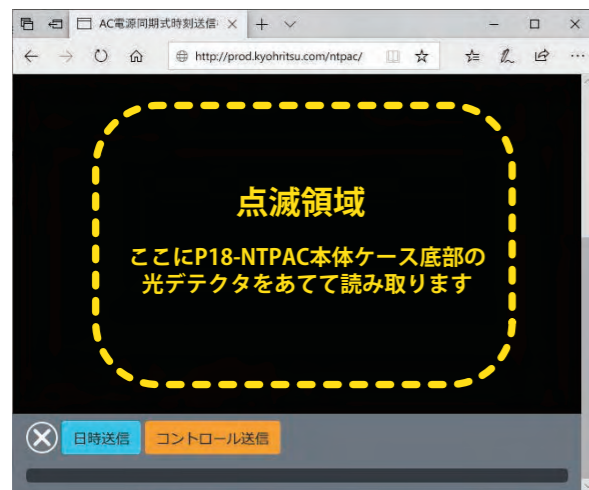 AC電源同期式時刻送信
http://prod.kyohritsu.com/ntpac/
点滅領域
ここにP18-NTPAC本体ケース底部の
光デテクタをあてて読み取ります
日時送信 コントロール送信